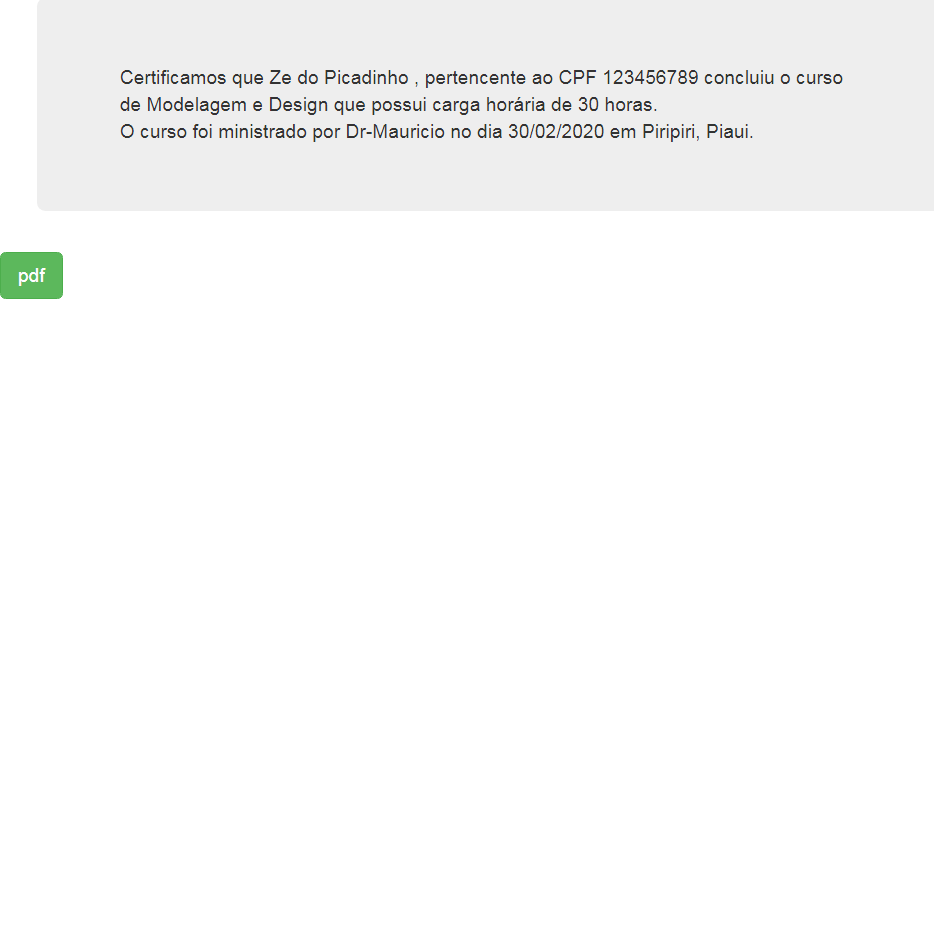 Certificamos que Ze do Picadinho , pertencente ao CPF 123456789 concluiu o curso
de Modelagem e Design que possui carga horária de 30 horas.
O curso foi ministrado por Dr-Mauricio no dia 30/02/2020 em Piripiri, Piaui.
pdf